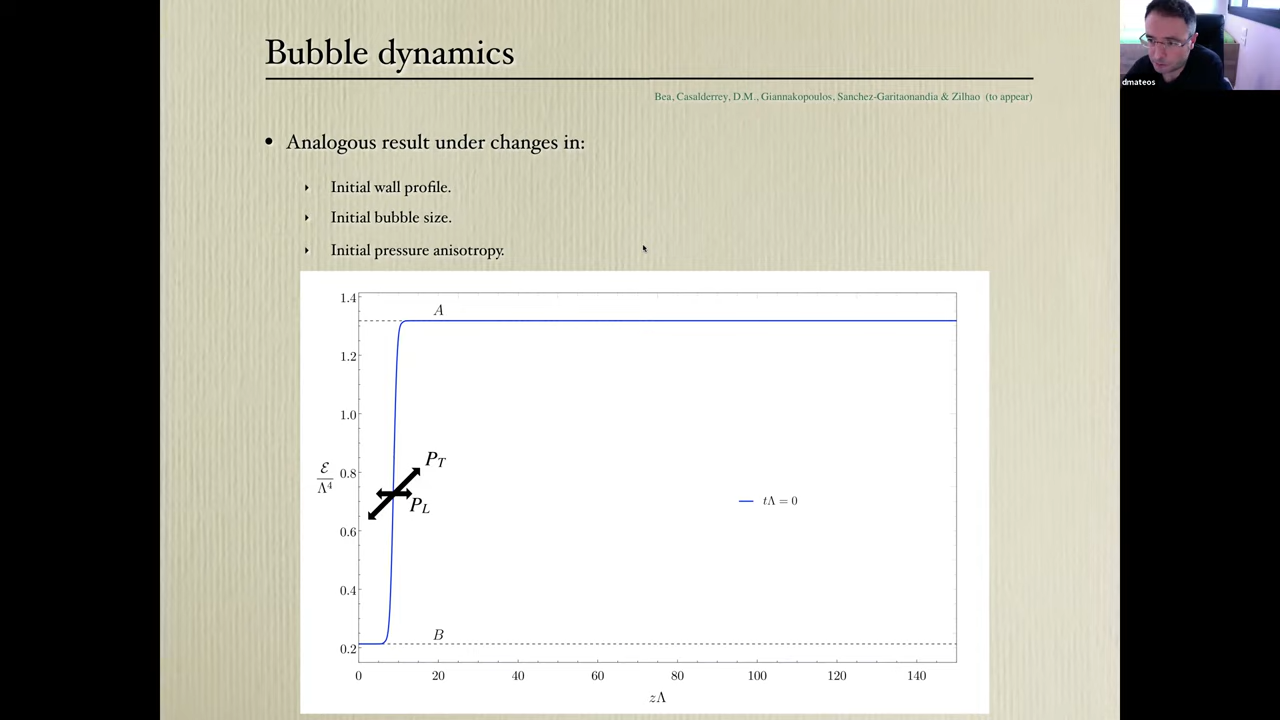 Bubble dynamics
dmateos
Bea, Casalderrey, D.M., Giannakopoulos, Sanchez-Garitaonandia & Zilhao (to appear)
• Analogous result under changes in:
‣ Initial wall profile.
‣ Initial bubble size.
‣ Initial pressure anisotropy.
1.4
A
1.2
1.0
0.8
P_T
ℰ/Λ⁴
P_L
tΛ = 0
0.6
0.4
B
0.2
0 20 40 60 80 100 120 140
zΛ